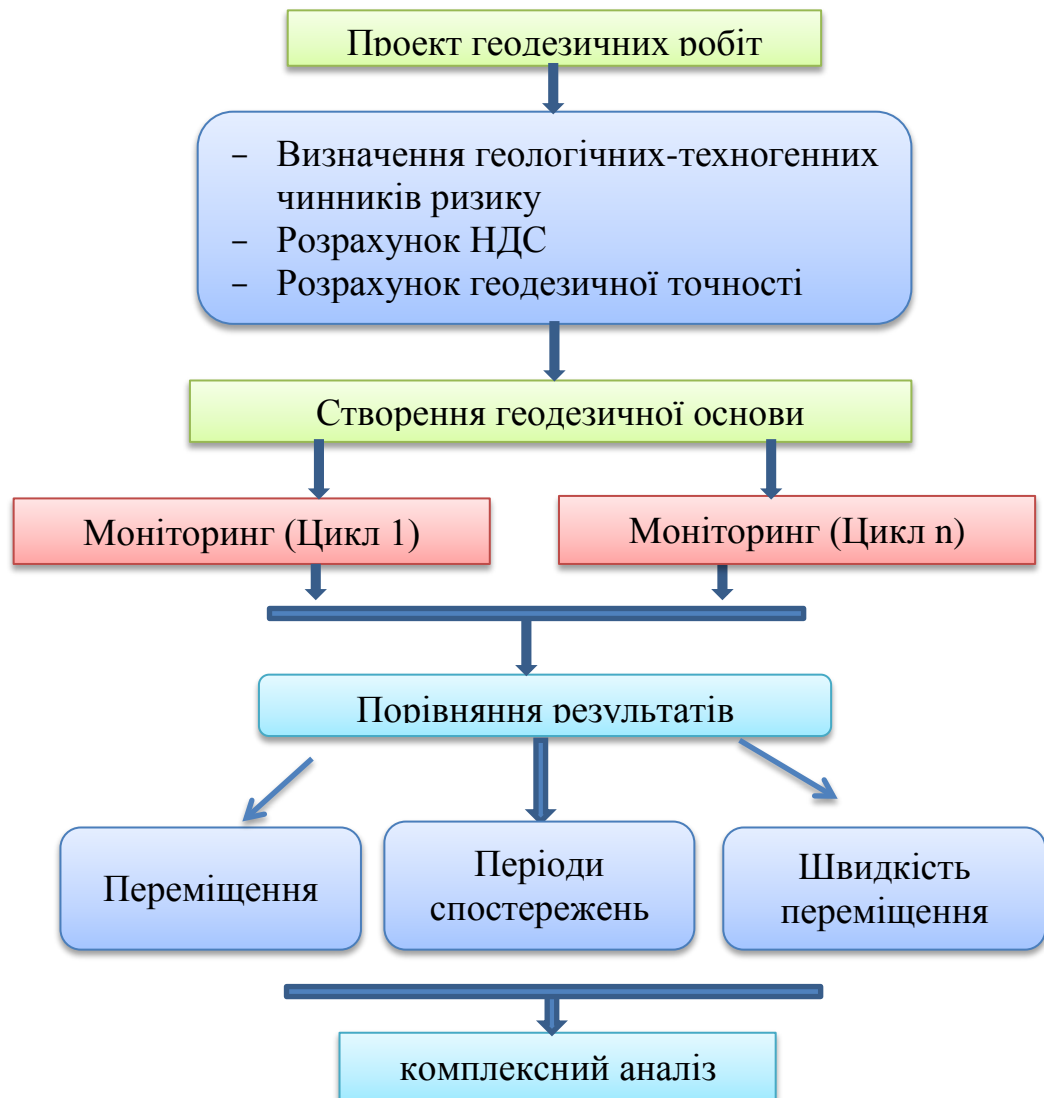 Проект геодезичних робіт
– Визначення геологічних-техногенних
чинників ризику
– Розрахунок НДС
– Розрахунок геодезичної точності
Створення геодезичної основи
Моніторинг (Цикл 1)
Моніторинг (Цикл n)
Порівняння результатів
Переміщення
Періоди
спостережень
Швидкість
переміщення
комплексний аналіз